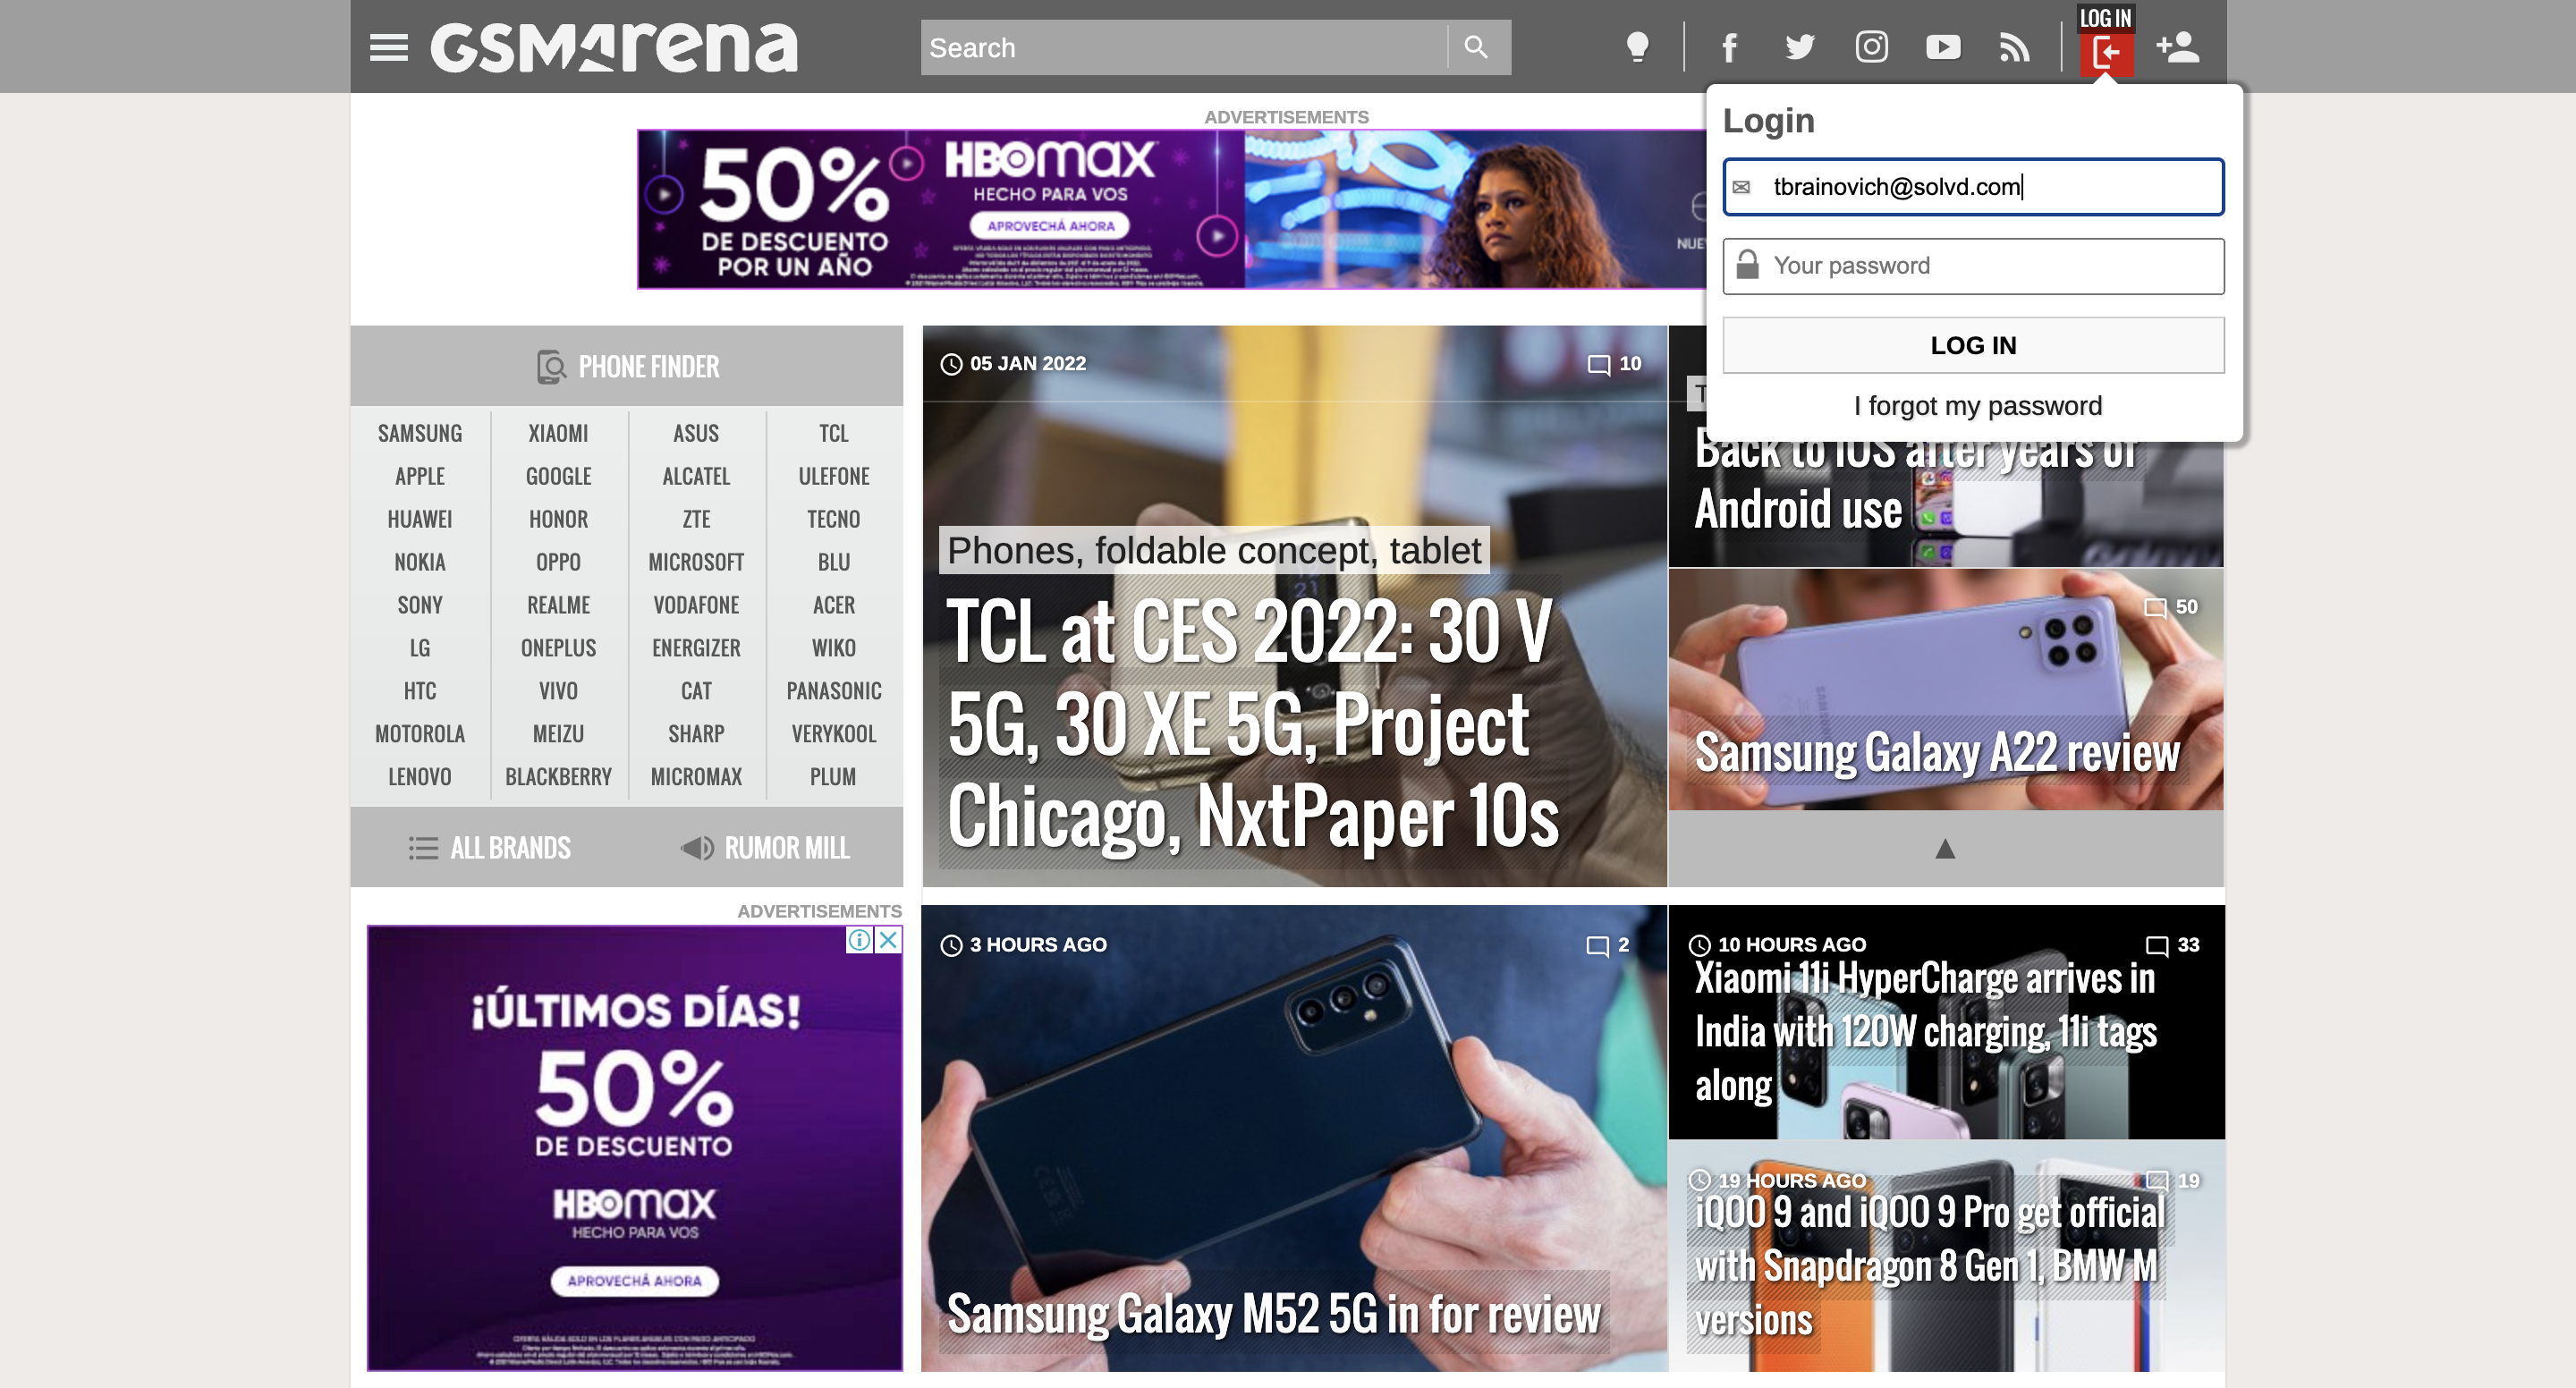 GSMArena
Search
LOG IN
Login
tbrainovich@solvd.com
Your password
LOG IN
I forgot my password
ADVERTISEMENTS
50%
DE DESCUENTO
POR UN AÑO
HBOMAX
HECHO PARA VOS
APROVECHÁ AHORA
PHONE FINDER
SAMSUNG XIAOMI ASUS TCL
APPLE GOOGLE ALCATEL ULEFONE
HUAWEI HONOR ZTE TECNO
NOKIA OPPO MICROSOFT BLU
SONY REALME VODAFONE ACER
LG ONEPLUS ENERGIZER WIKO
HTC VIVO CAT PANASONIC
MOTOROLA MEIZU SHARP VERYKOOL
LENOVO BLACKBERRY MICROMAX PLUM
ALL BRANDS RUMOR MILL
05 JAN 2022 10
Phones, foldable concept, tablet
TCL at CES 2022: 30 V
5G, 30 XE 5G, Project
Chicago, NxtPaper 10s
Back to iOS after years of
Android use
50
Samsung Galaxy A22 review
▲
ADVERTISEMENTS
¡ÚLTIMOS DÍAS!
50%
DE DESCUENTO
HBOMAX
HECHO PARA VOS
APROVECHÁ AHORA
3 HOURS AGO 2
Samsung Galaxy M52 5G in for review
10 HOURS AGO 33
Xiaomi 11i HyperCharge arrives in
India with 120W charging, 11i tags
along
19 HOURS AGO 19
iQOO 9 and iQOO 9 Pro get official
with Snapdragon 8 Gen 1, BMW M
versions